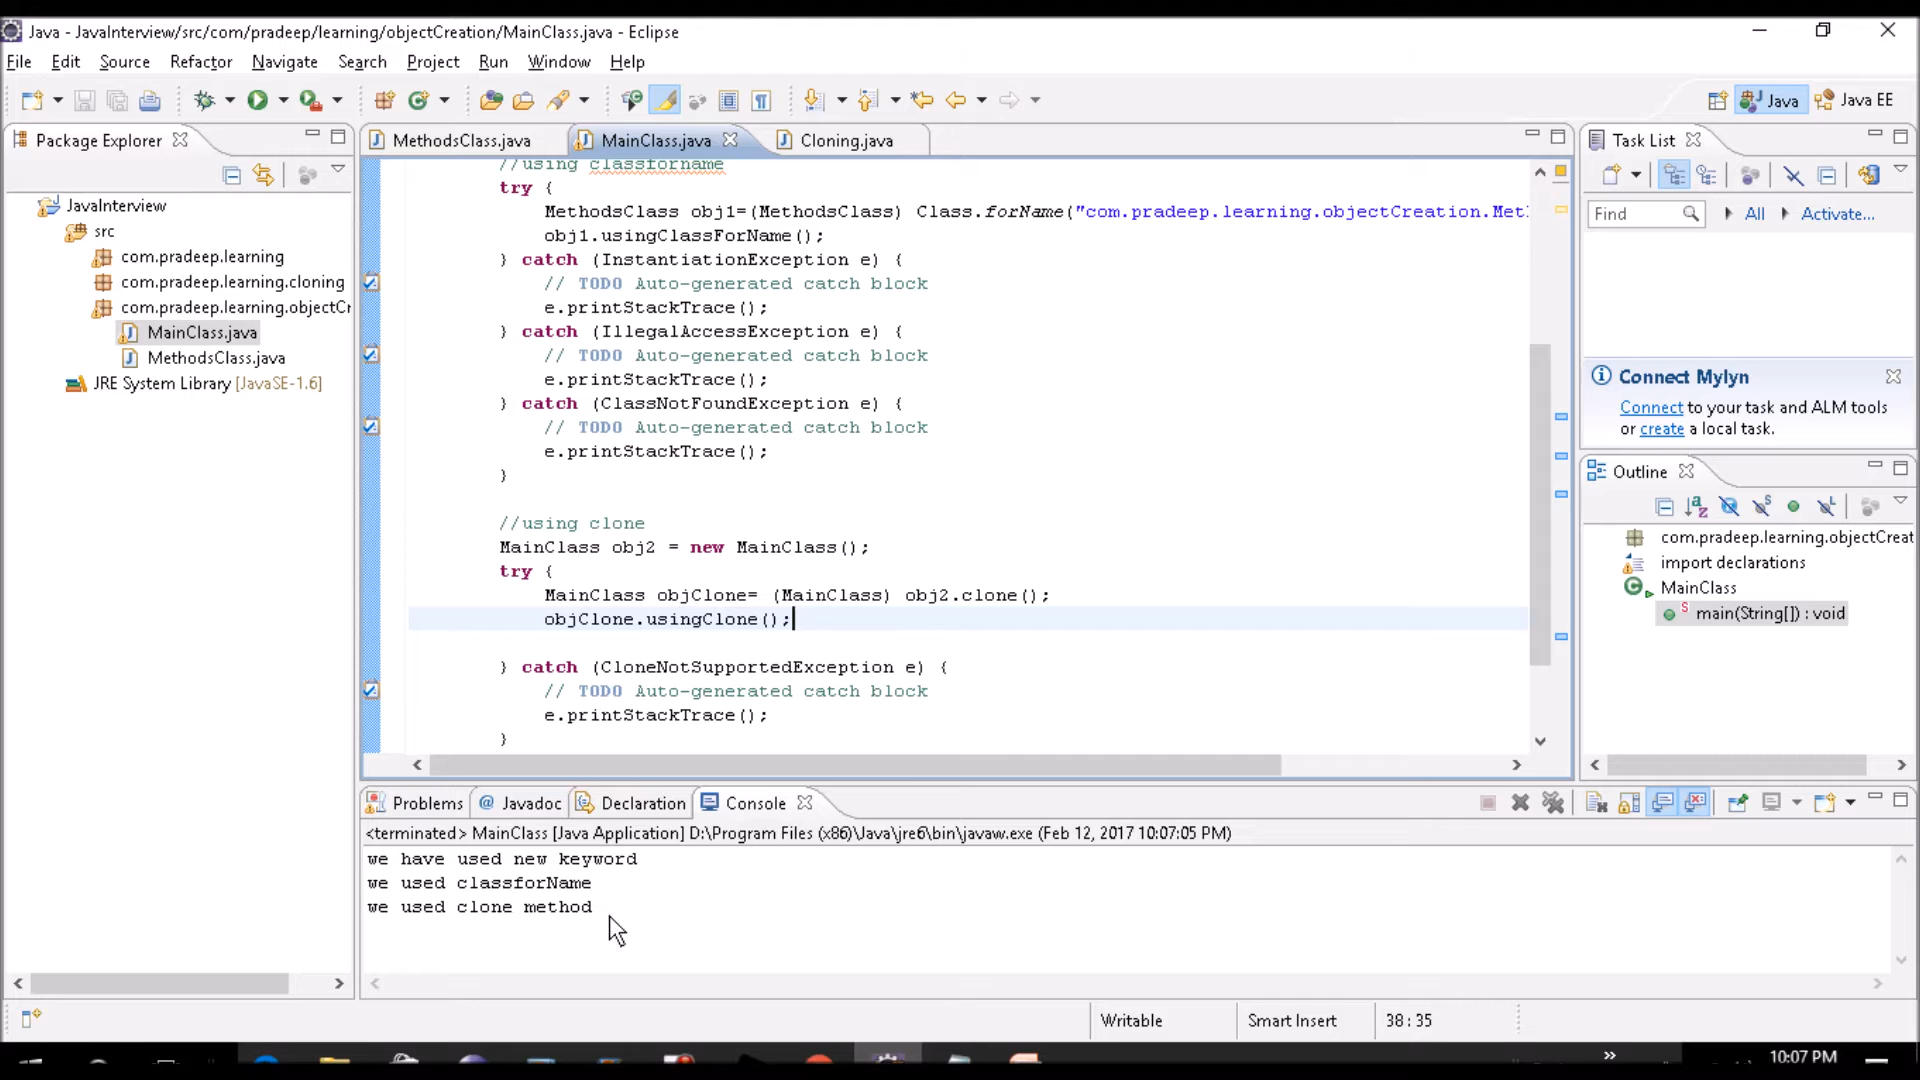 Java - JavaInterview/src/com/pradeep/learning/objectCreation/MainClass.java - Eclipse
File Edit Source Refactor Navigate Search Project Run Window Help
Java Java EE
Package Explorer
JavaInterview
src
com.pradeep.learning
com.pradeep.learning.cloning
com.pradeep.learning.objectCr
MainClass.java
MethodsClass.java
JRE System Library [JavaSE-1.6]
MethodsClass.java MainClass.java Cloning.java
//using classforname
try {
MethodsClass obj1=(MethodsClass) Class.forName("com.pradeep.learning.objectCreation.Met
obj1.usingClassForName();
} catch (InstantiationException e) {
// TODO Auto-generated catch block
e.printStackTrace();
} catch (IllegalAccessException e) {
// TODO Auto-generated catch block
e.printStackTrace();
} catch (ClassNotFoundException e) {
// TODO Auto-generated catch block
e.printStackTrace();
}
//using clone
MainClass obj2 = new MainClass();
try {
MainClass objClone= (MainClass) obj2.clone();
objClone.usingClone();
} catch (CloneNotSupportedException e) {
// TODO Auto-generated catch block
e.printStackTrace();
}
Task List
Find All Activate...
Connect Mylyn
Connect to your task and ALM tools
or create a local task.
Outline
com.pradeep.learning.objectCreat
import declarations
MainClass
main(String[]) : void
Problems Javadoc Declaration Console
<terminated> MainClass [Java Application] D:\Program Files (x86)\Java\jre6\bin\javaw.exe (Feb 12, 2017 10:07:05 PM)
we have used new keyword
we used classforName
we used clone method
Writable Smart Insert 38 : 35
10:07 PM